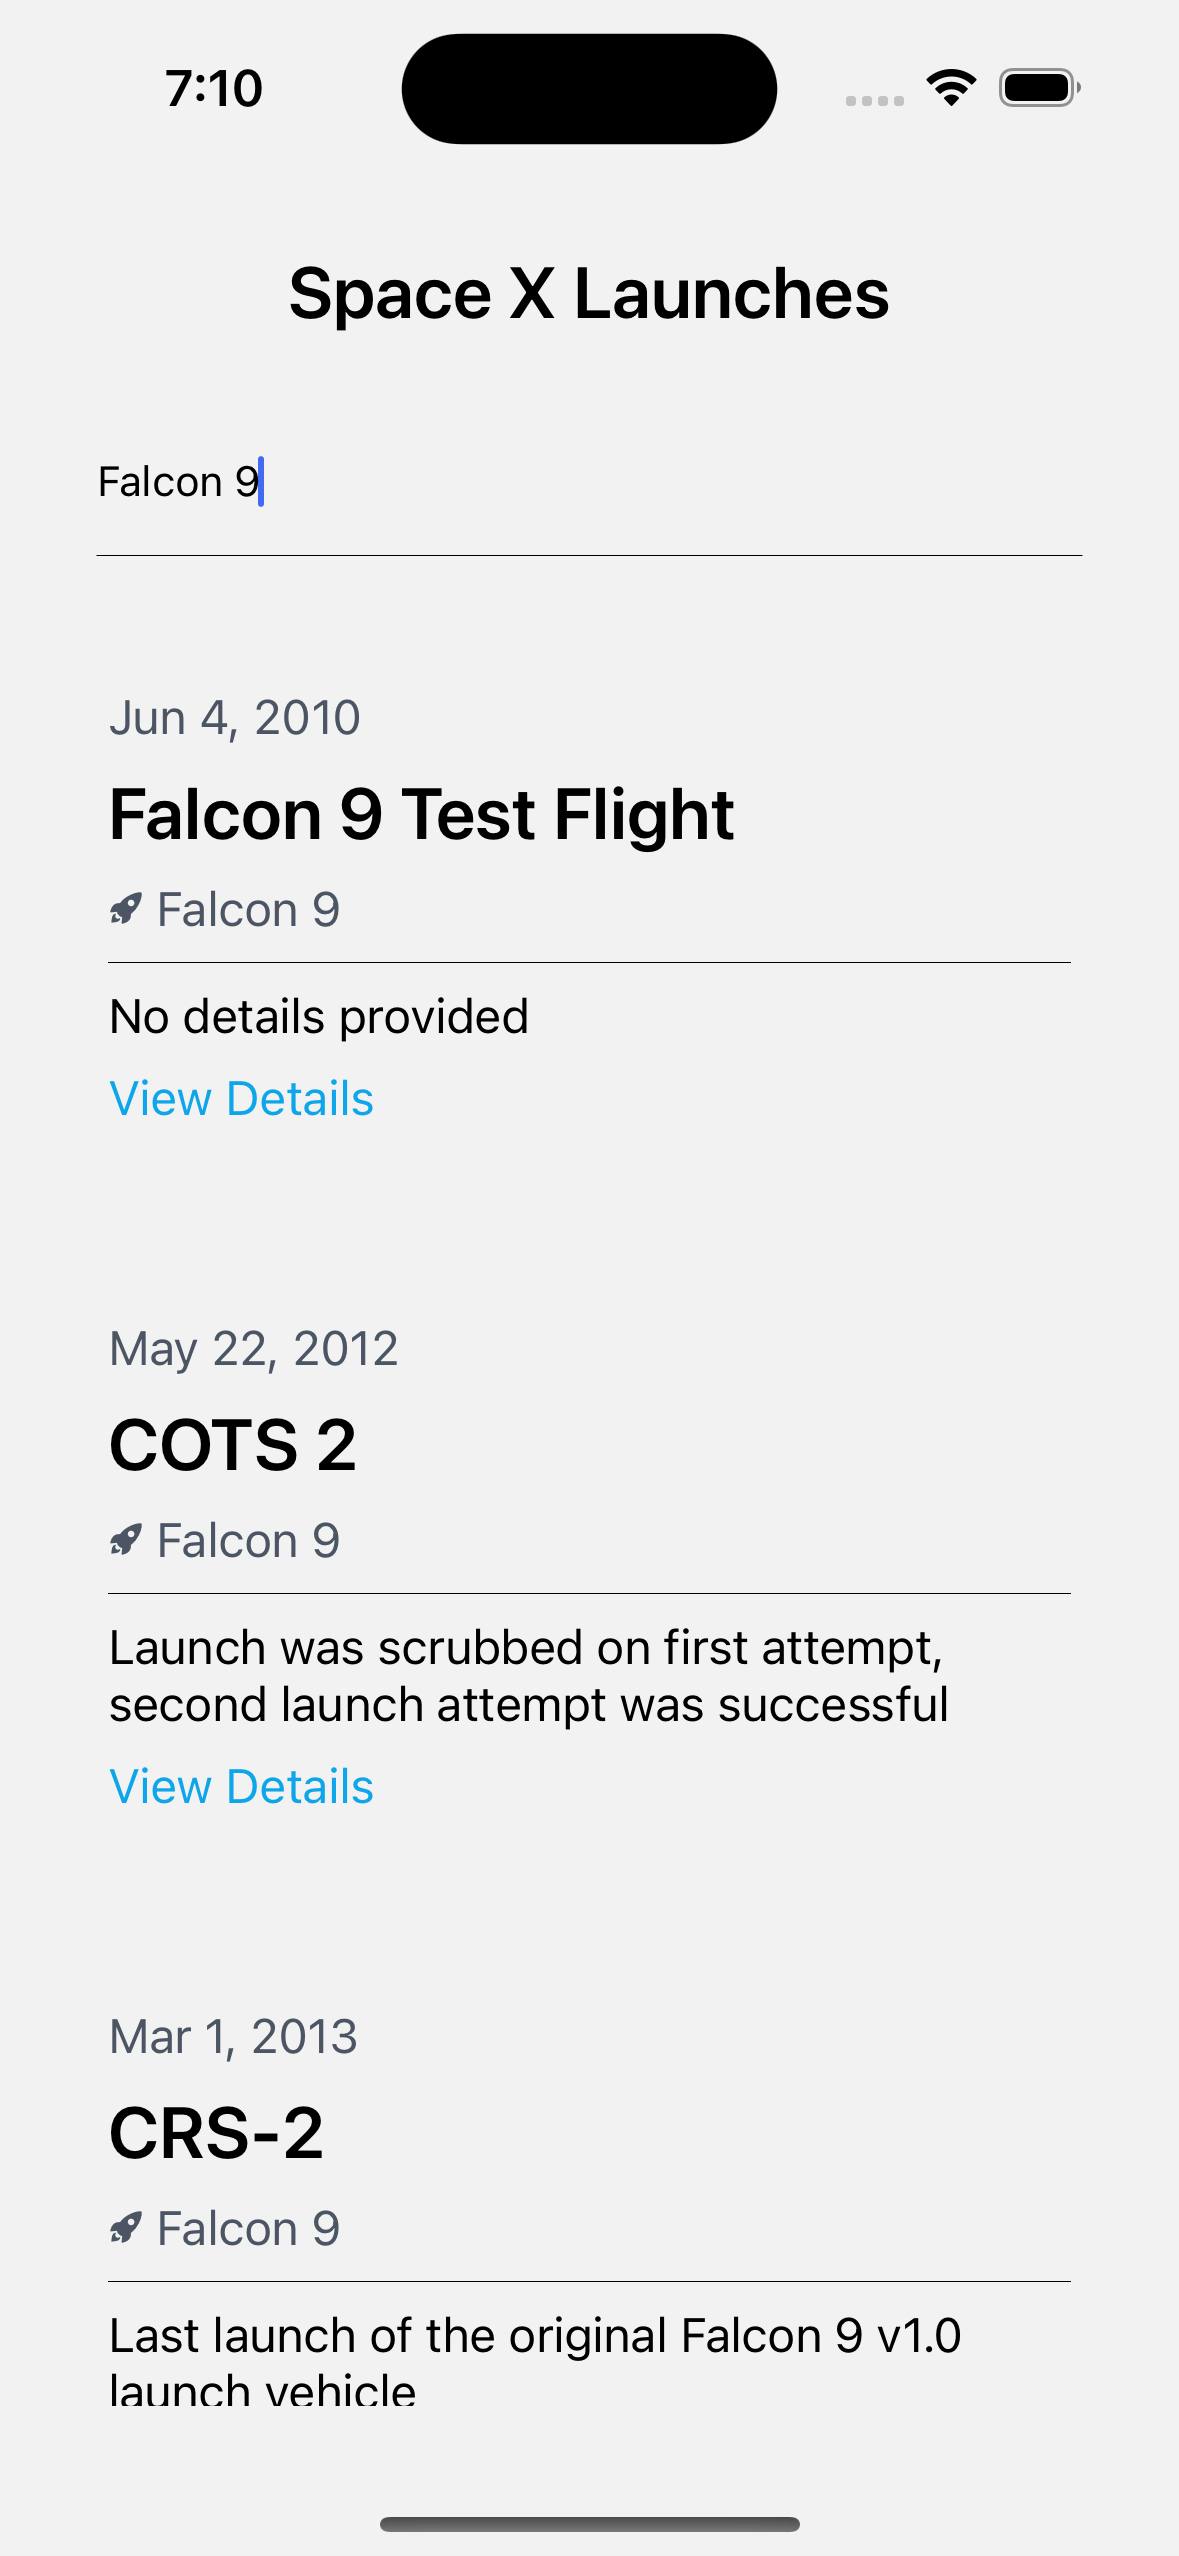 7:10
Space X Launches
Falcon 9
Jun 4, 2010
Falcon 9 Test Flight
Falcon 9
No details provided
View Details
May 22, 2012
COTS 2
Falcon 9
Launch was scrubbed on first attempt,
second launch attempt was successful
View Details
Mar 1, 2013
CRS-2
Falcon 9
Last launch of the original Falcon 9 v1.0
launch vehicle